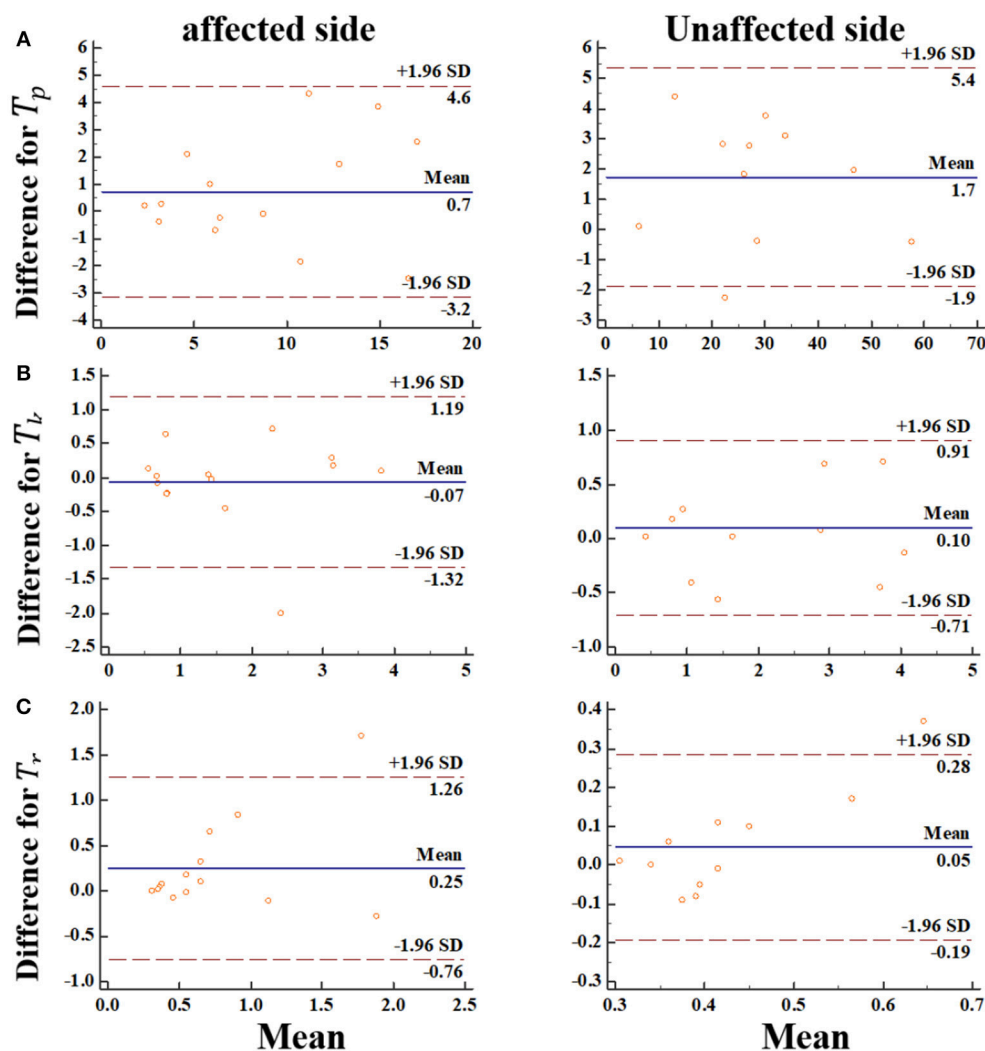 affected side
Unaffected side
A
Difference for Tp
6
5
4
3
2
1
0
-1
-2
-3
-4
+1.96 SD
4.6
Mean
0.7
-1.96 SD
-3.2
0 5 10 15 20
6
5
4
3
2
1
0
-1
-2
-3
+1.96 SD
5.4
Mean
1.7
-1.96 SD
-1.9
0 10 20 30 40 50 60 70
B
Difference for Tlr
1.5
1.0
0.5
0.0
-0.5
-1.0
-1.5
-2.0
-2.5
+1.96 SD
1.19
Mean
-0.07
-1.96 SD
-1.32
0 1 2 3 4 5
1.5
1.0
0.5
0.0
-0.5
-1.0
+1.96 SD
0.91
Mean
0.10
-1.96 SD
-0.71
0 1 2 3 4 5
C
Difference for Tr
2.0
1.5
1.0
0.5
0.0
-0.5
-1.0
+1.96 SD
1.26
Mean
0.25
-1.96 SD
-0.76
0.0 0.5 1.0 1.5 2.0 2.5
Mean
0.4
0.3
0.2
0.1
0.0
-0.1
-0.2
-0.3
+1.96 SD
0.28
Mean
0.05
-1.96 SD
-0.19
0.3 0.4 0.5 0.6 0.7
Mean